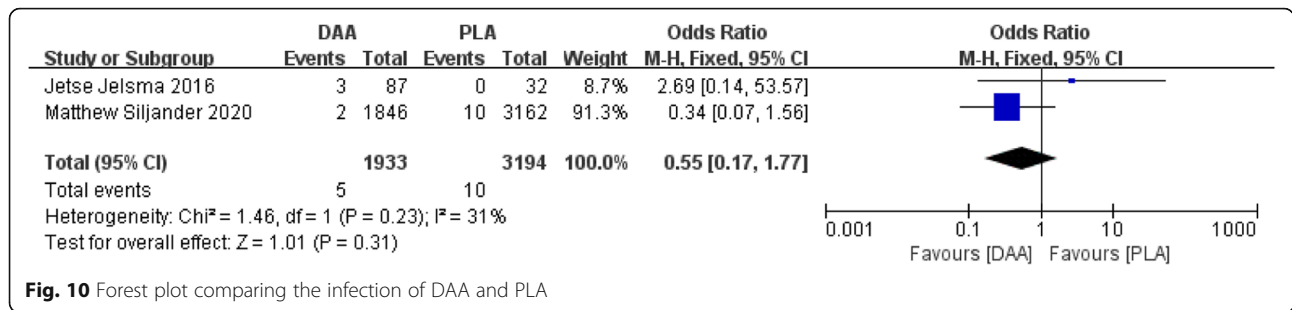 DAA PLA Odds Ratio Odds Ratio
Study or Subgroup Events Total Events Total Weight M-H, Fixed, 95% CI M-H, Fixed, 95% CI
Jetse Jelsma 2016 3 87 0 32 8.7% 2.69 [0.14, 53.57]
Matthew Siljander 2020 2 1846 10 3162 91.3% 0.34 [0.07, 1.56]
Total (95% CI) 1933 3194 100.0% 0.55 [0.17, 1.77]
Total events 5 10
Heterogeneity: Chi² = 1.46, df = 1 (P = 0.23); I² = 31%
Test for overall effect: Z = 1.01 (P = 0.31)
0.001 0.1 1 10 1000
Favours [DAA] Favours [PLA]
Fig. 10 Forest plot comparing the infection of DAA and PLA